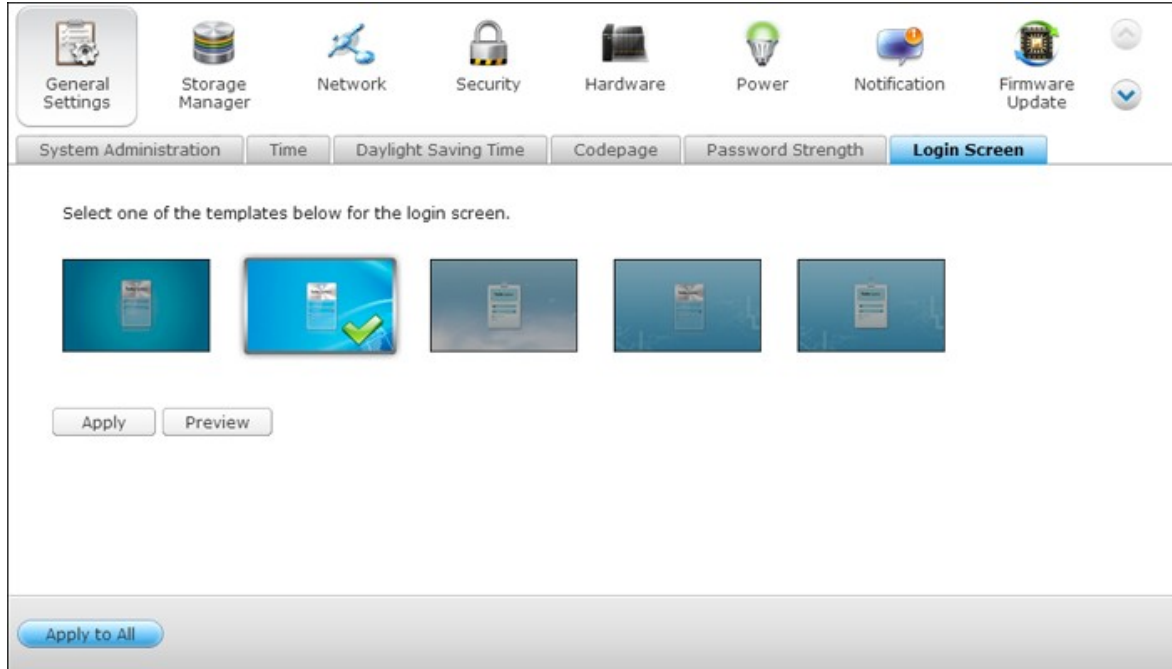 General
Settings
Storage
Manager
Network
Security
Hardware
Power
Notification
Firmware
Update
System Administration
Time
Daylight Saving Time
Codepage
Password Strength
Login Screen
Select one of the templates below for the login screen.
Apply
Preview
Apply to All